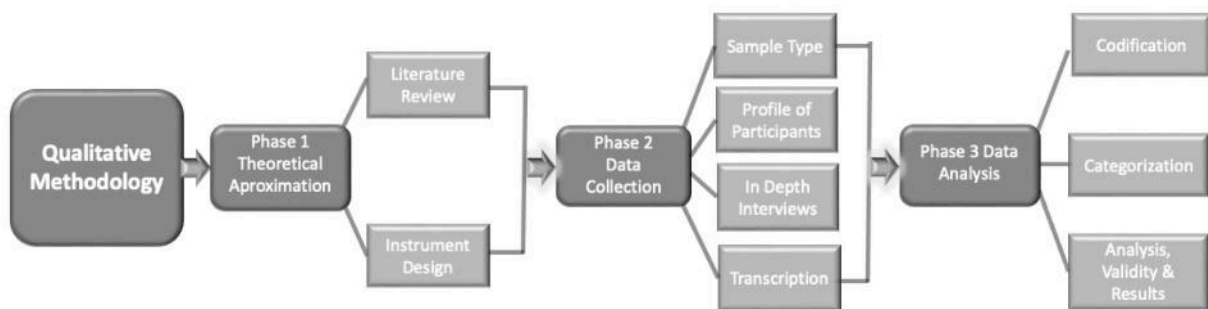 Qualitative
Methodology
Phase 1
Theoretical
Aproximation
Literature
Review
Instrument
Design
Phase 2
Data
Collection
Sample Type
Profile of
Participants
In Depth
Interviews
Transcription
Phase 3 Data
Analysis
Codification
Categorization
Analysis,
Validity &
Results